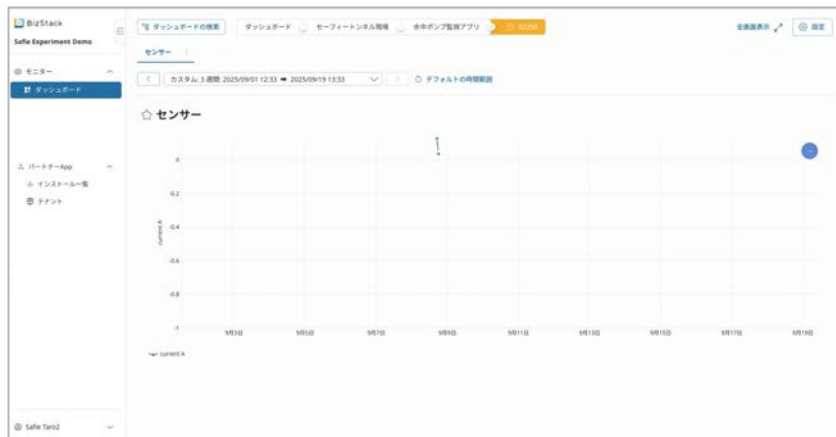 BizStack
Safie Experiment Demo
モニター
ダッシュボード
パートナーApp
インストール一覧
テナント
Safie Taro2
ダッシュボードの検索
ダッシュボード
セーフィートンネル現場
水中ポンプ監視アプリ
全画面表示
設定
センサー
カスタム: 3 週間: 2025/09/01 12:33 ➡ 2025/09/19 13:33
デフォルトの時間範囲
センサー
current A
0
-0.2
-0.4
-0.6
-0.8
-1
9月3日
9月5日
9月7日
9月9日
9月11日
9月13日
9月15日
9月17日
9月19日
current A